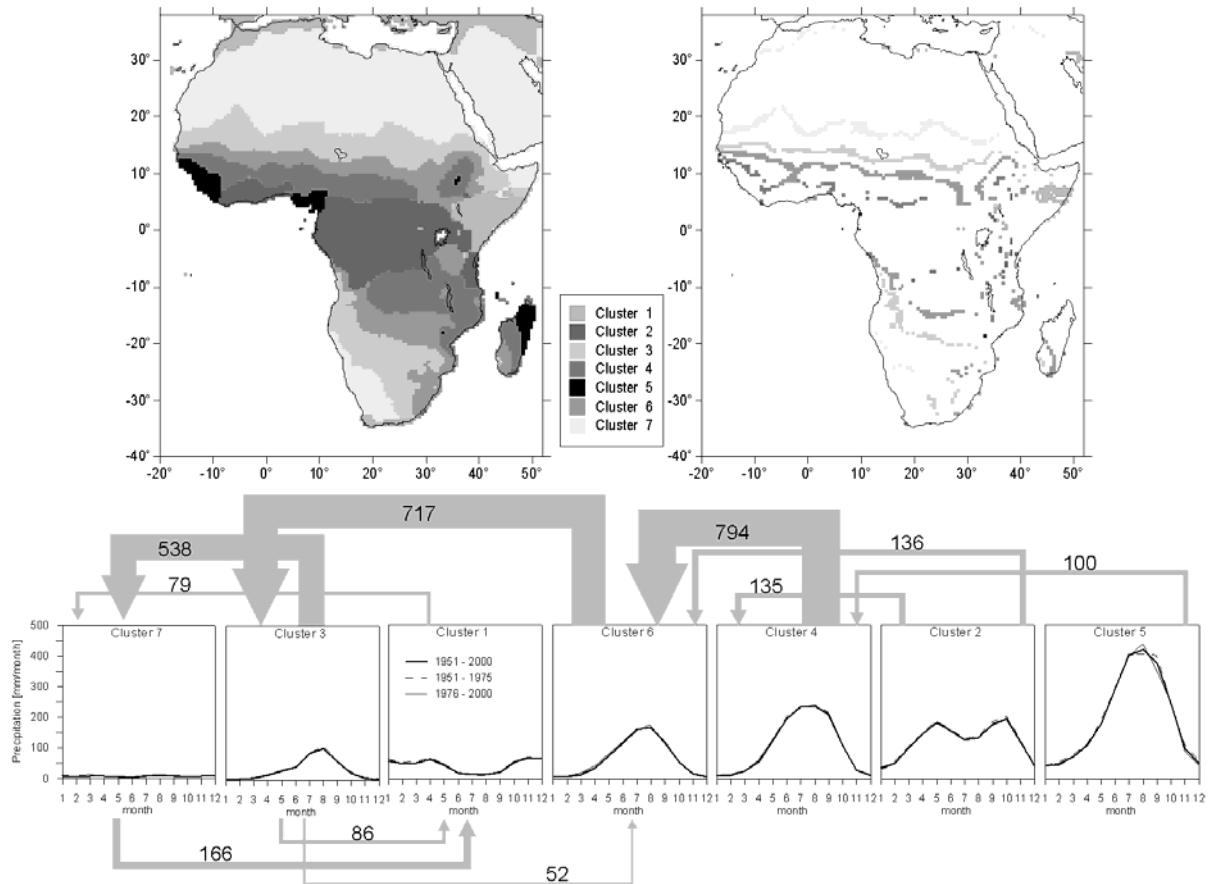 30°
20°
10°
0°
-10°
-20°
-30°
-40°
-20° -10° 0° 10° 20° 30° 40° 50°
Cluster 1
Cluster 2
Cluster 3
Cluster 4
Cluster 5
Cluster 6
Cluster 7
30°
20°
10°
0°
-10°
-20°
-30°
-40°
-20° -10° 0° 10° 20° 30° 40° 50°
717
794
538
136
79
135
100
Precipitation [mm/month]
500
400
300
200
100
0
Cluster 7
Cluster 3
Cluster 1
1951 - 2000
1951 - 1975
1976 - 2000
Cluster 6
Cluster 4
Cluster 2
Cluster 5
1 2 3 4 5 6 7 8 9 10 11 12
1 2 3 4 5 6 7 8 9 10 11 12
1 2 3 4 5 6 7 8 9 10 11 12
1 2 3 4 5 6 7 8 9 10 11 12
1 2 3 4 5 6 7 8 9 10 11 12
1 2 3 4 5 6 7 8 9 10 11 12
1 2 3 4 5 6 7 8 9 10 11 12
month month month month month month month
86
166
52